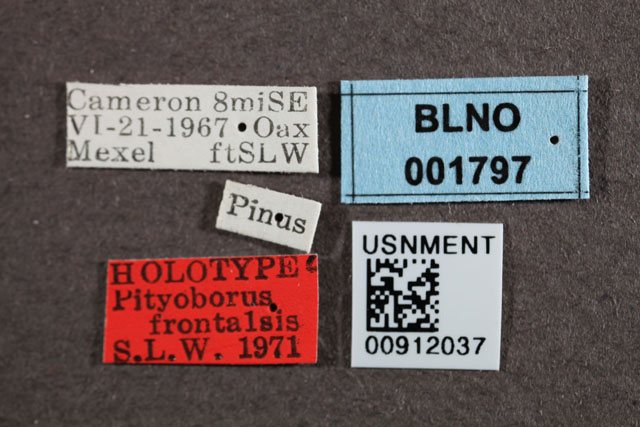 Cameron 8miSE
VI-21-1967 • Oax
Mexel ftSLW
BLNO
001797
Pinus
HOLOTYPE
Pityoborus
frontalsis
S.L.W. 1971
USNMENT
00912037